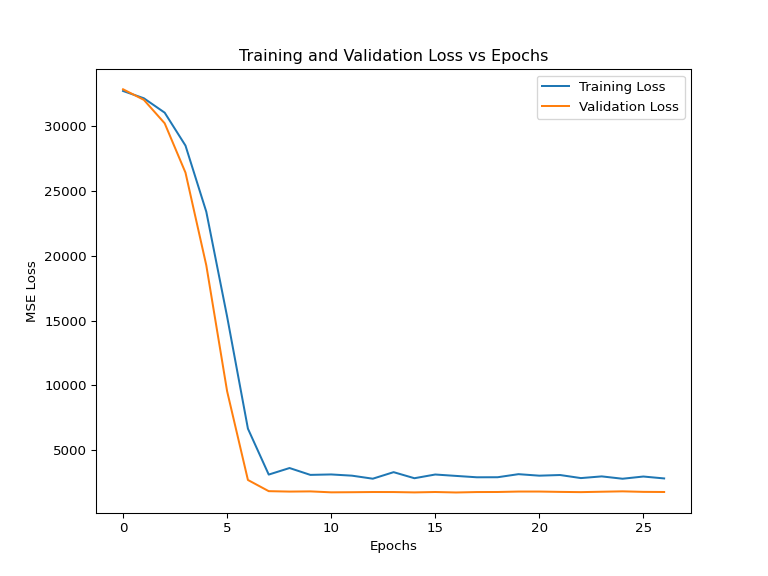 Training and Validation Loss vs Epochs
Training Loss
Validation Loss
30000
25000
20000
15000
10000
5000
MSE Loss
0 5 10 15 20 25
Epochs